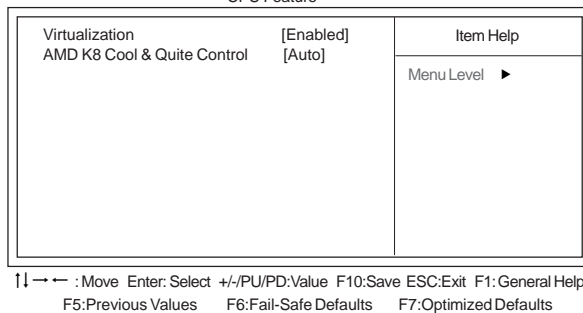 CPU Feature
Virtualization [Enabled]
AMD K8 Cool & Quite Control [Auto]
Item Help
Menu Level ►
↑↓→← : Move Enter: Select +/-/PU/PD:Value F10:Save ESC:Exit F1: General Help
F5:Previous Values F6:Fail-Safe Defaults F7:Optimized Defaults